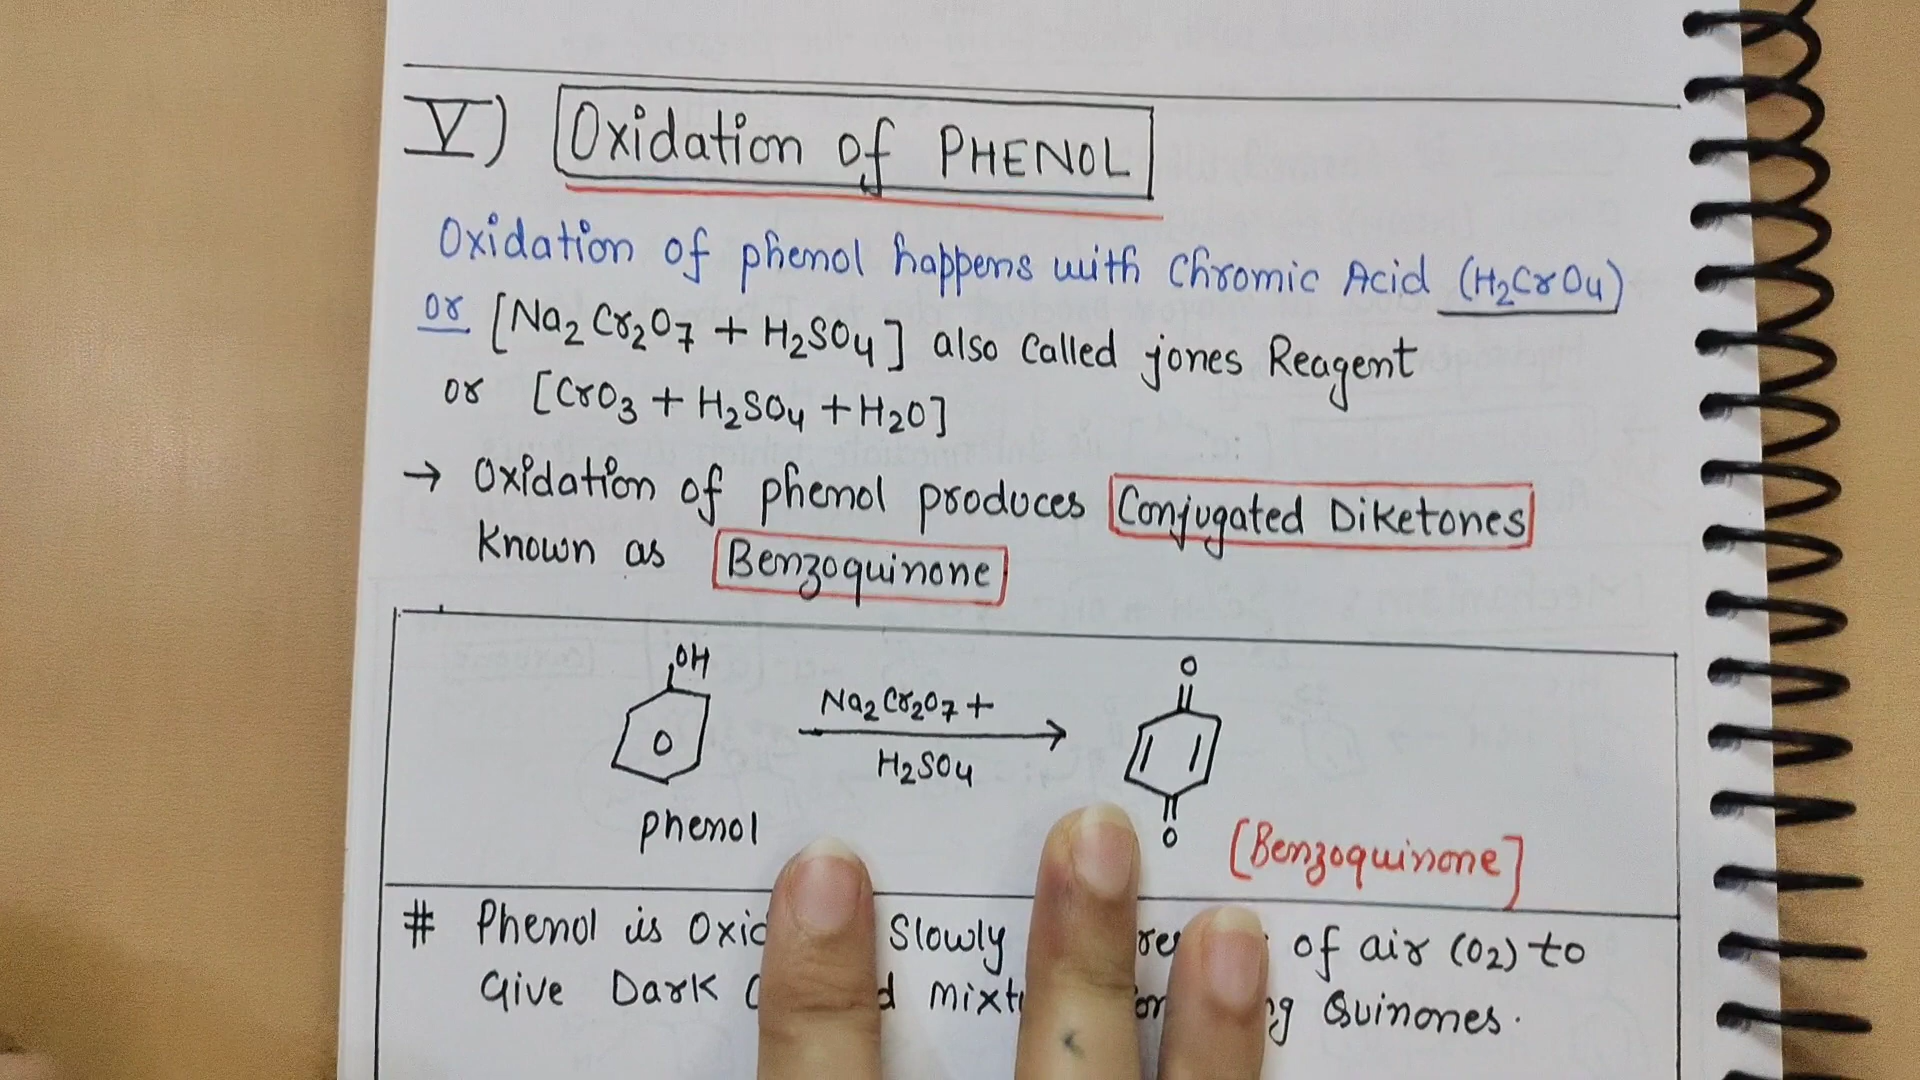 V) Oxidation of PHENOL
Oxidation of phenol happens with Chromic Acid (H2CrO4)
or [Na2Cr2O7 + H2SO4] also Called jones Reagent
or [CrO3 + H2SO4 + H2O]
→ Oxidation of phenol produces Conjugated Diketones
Known as Benzoquinone
OH
Na2Cr2O7 +
H2SO4
phenol
O
O
[Benzoquinone]
# Phenol is Slowly of air (O2) to
Give Dark Quinones.